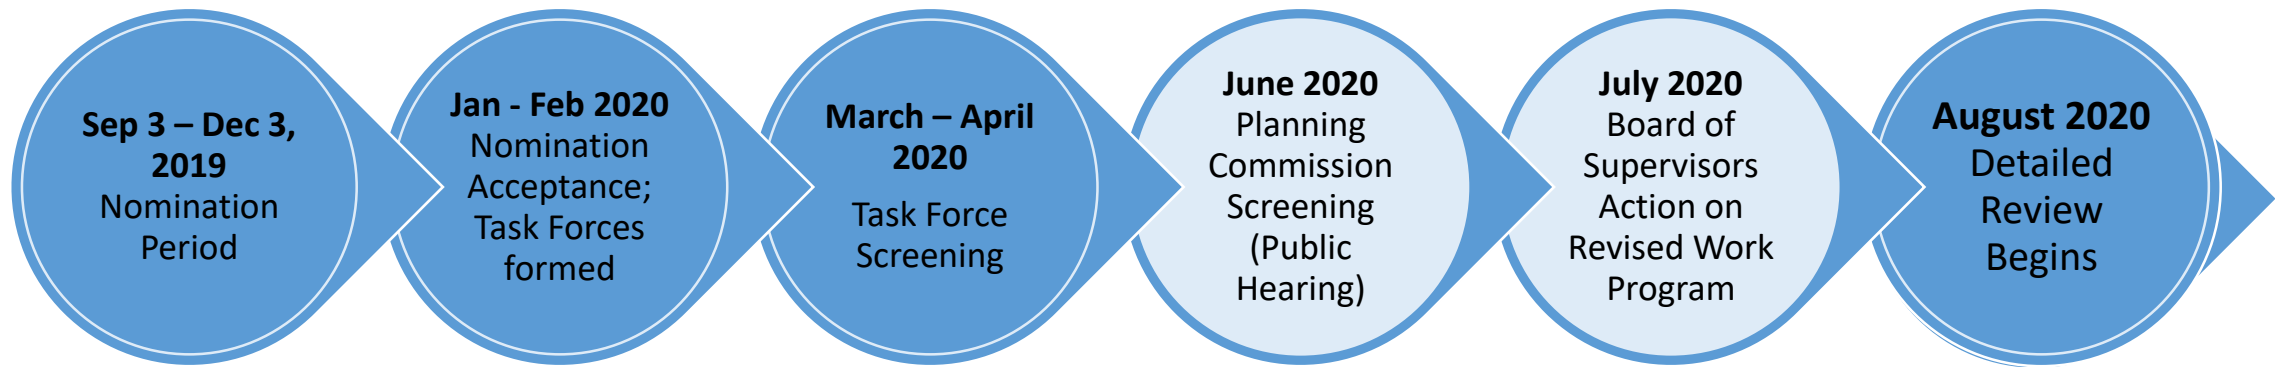 Sep 3 – Dec 3,
2019
Nomination
Period
Jan - Feb 2020
Nomination
Acceptance;
Task Forces
formed
March – April
2020
Task Force
Screening
June 2020
Planning
Commission
Screening
(Public
Hearing)
July 2020
Board of
Supervisors
Action on
Revised Work
Program
August 2020
Detailed
Review
Begins